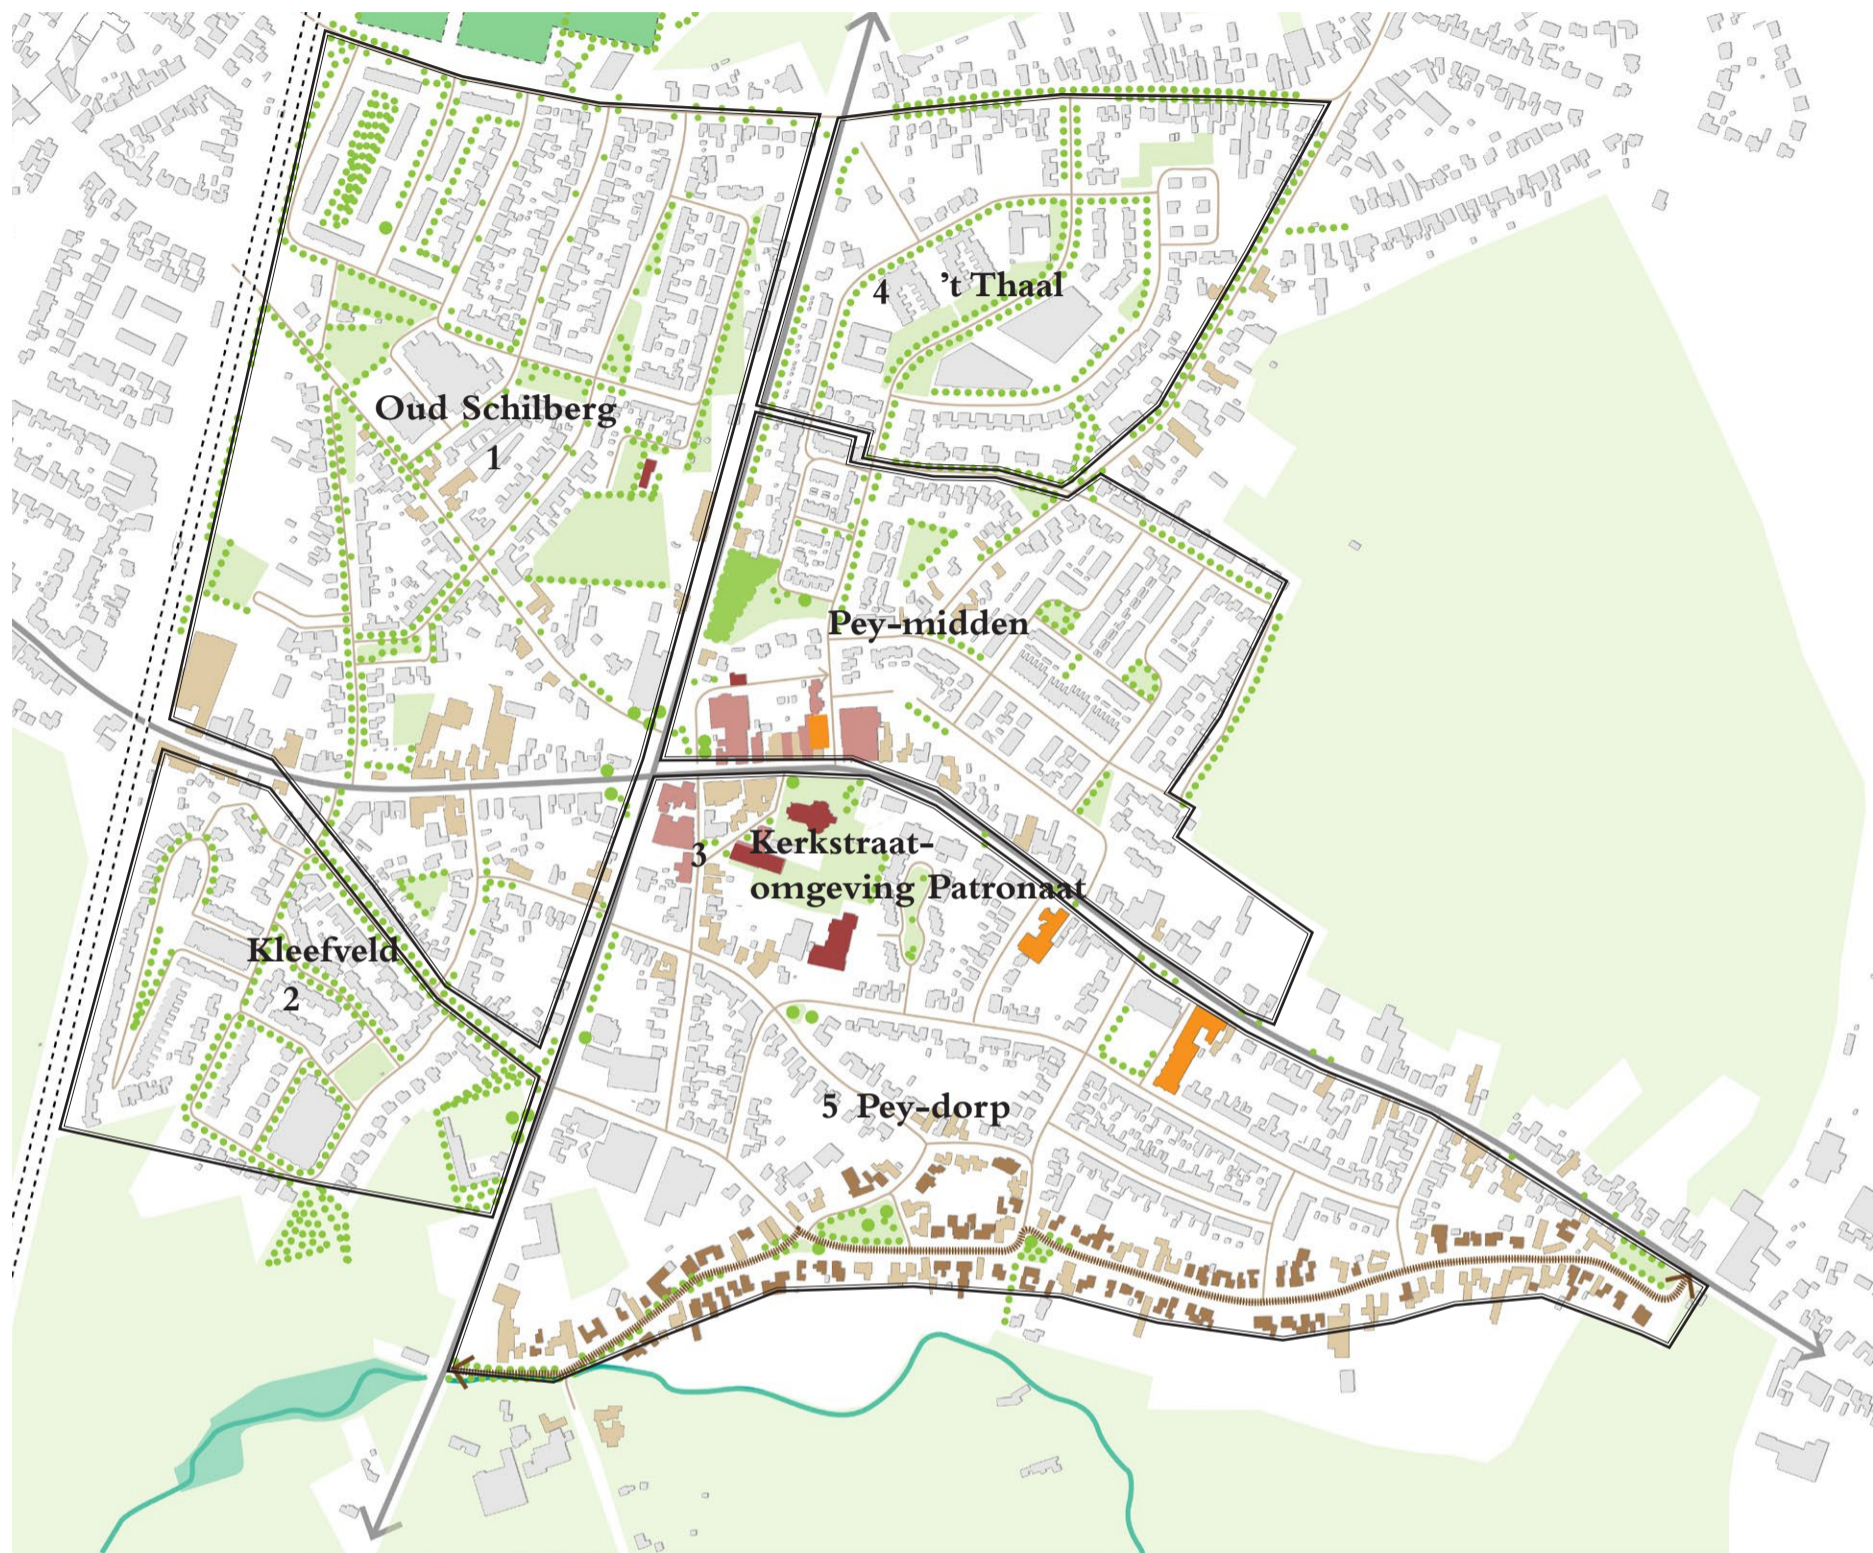 4 't Thaal
Oud Schilberg
1
Pey-midden
3 Kerkstraat-
omgeving Patronaat
Kleefveld
2
5 Pey-dorp